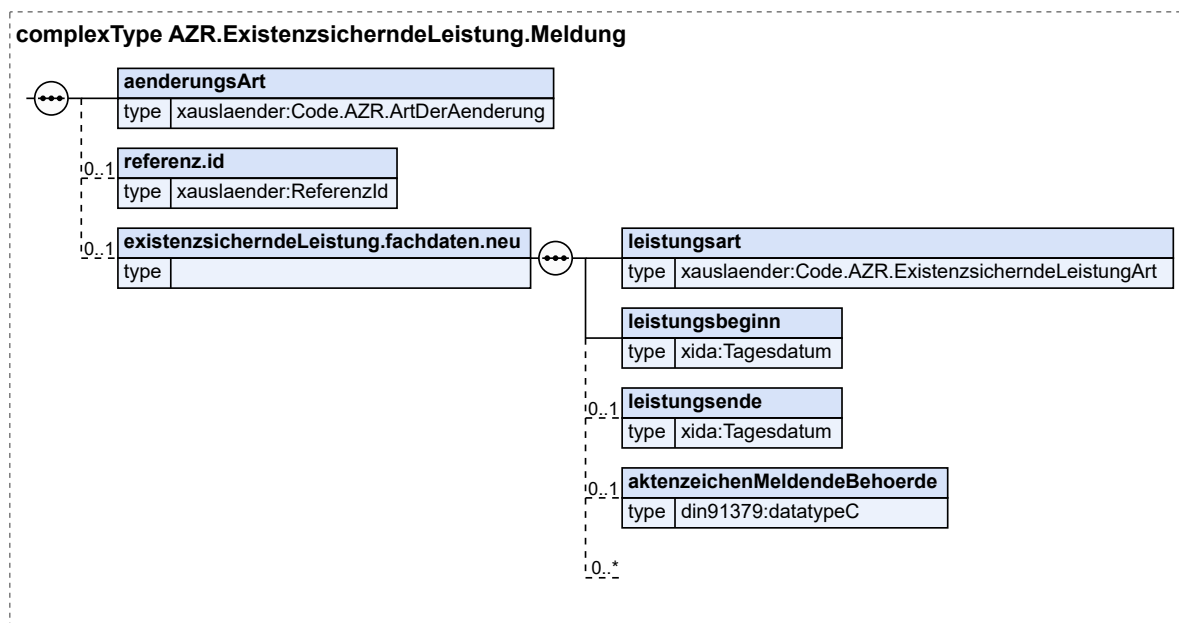 complexType AZR.ExistenzsicherndeLeistung.Meldung
aenderungsArt
type xauslaender:Code.AZR.ArtDerAenderung
0..1 referenz.id
type xauslaender:ReferenzId
0..1 existenzsicherndeLeistung.fachdaten.neu
type
leistungsart
type xauslaender:Code.AZR.ExistenzsicherndeLeistungArt
leistungsbeginn
type xida:Tagesdatum
0..1 leistungsende
type xida:Tagesdatum
0..1 aktenzeichenMeldendeBehoerde
type din91379:datatypeC
0..*